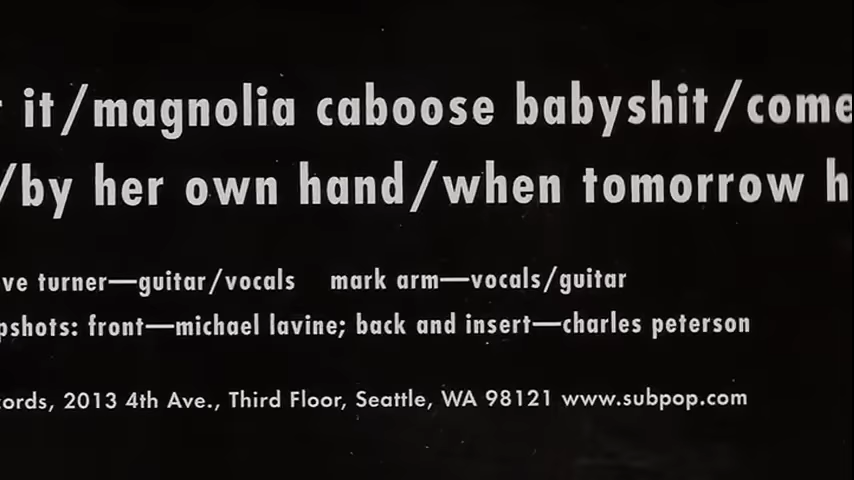 it/magnolia caboose babyshit/come
/by her own hand/when tomorrow h
ve turner—guitar/vocals mark arm—vocals/guitar
pshots: front—michael lavine; back and insert—charles peterson
cords, 2013 4th Ave., Third Floor, Seattle, WA 98121 www.subpop.com